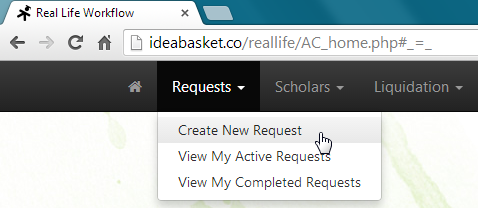 Real Life Workflow
ideabasket.co/reallife/AC_home.php#_=_
Requests Scholars Liquidation
Create New Request
View My Active Requests
View My Completed Requests